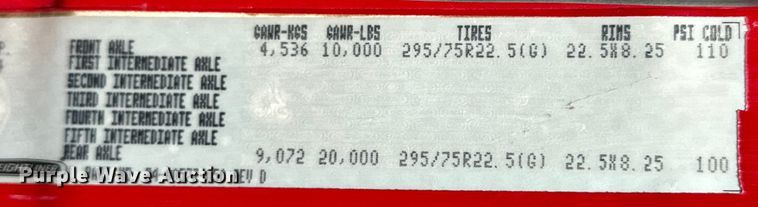 GAWR-KGS GAWR-LBS TIRES RIMS PSI COLD
FRONT AXLE 4,536 10,000 295/75R22.5(G) 22.5X8.25 110
FIRST INTERMEDIATE AXLE
SECOND INTERMEDIATE AXLE
THIRD INTERMEDIATE AXLE
FOURTH INTERMEDIATE AXLE
FIFTH INTERMEDIATE AXLE
REAR AXLE 9,072 20,000 295/75R22.5(G) 22.5X8.25 100
REV D
Purple Wave Auction